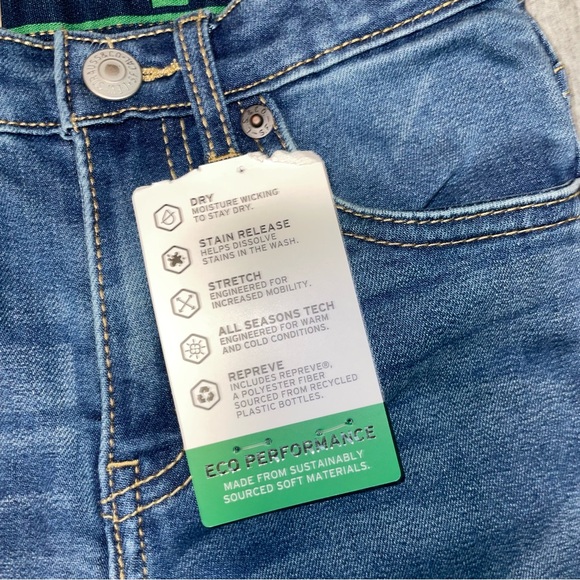 DRY
MOISTURE WICKING
TO STAY DRY.
STAIN RELEASE
HELPS DISSOLVE
STAINS IN THE WASH.
STRETCH
ENGINEERED FOR
INCREASED MOBILITY.
ALL SEASONS TECH
ENGINEERED FOR WARM
AND COLD CONDITIONS.
REPREVE
INCLUDES REPREVE®,
A POLYESTER FIBER
SOURCED FROM RECYCLED
PLASTIC BOTTLES.
ECO PERFORMANCE
MADE FROM SUSTAINABLY
SOURCED SOFT MATERIALS.